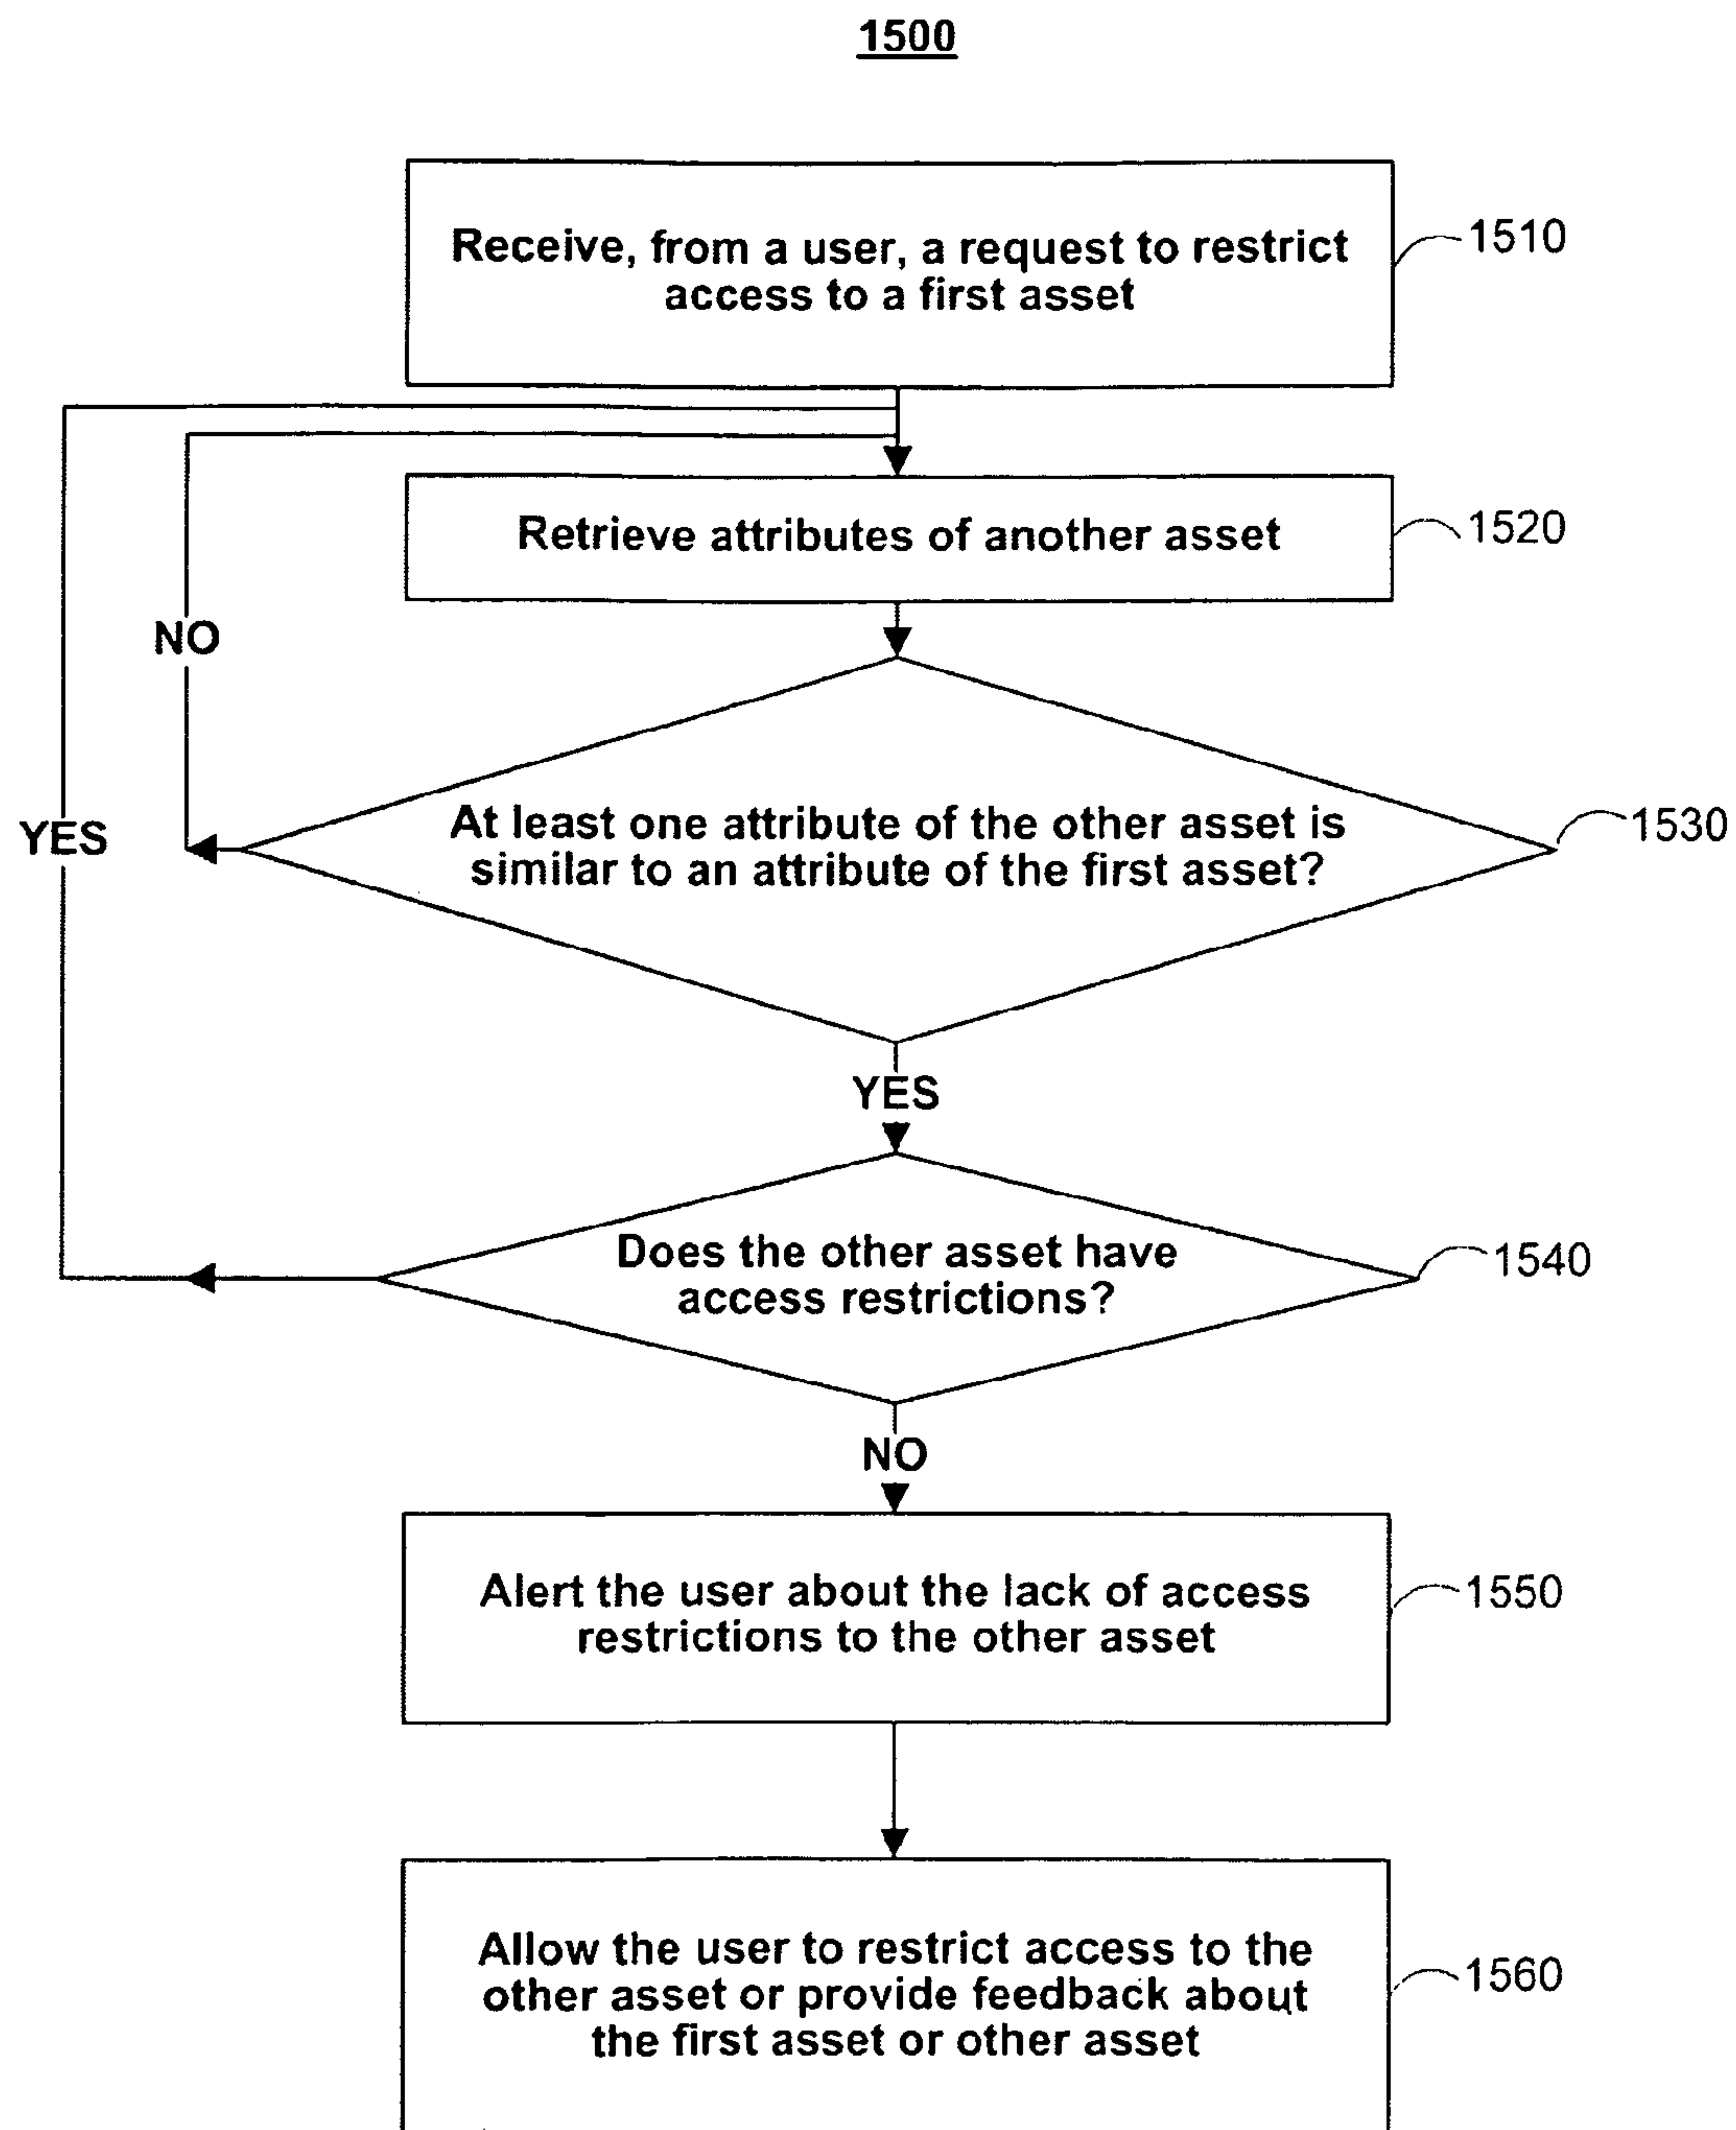 1500
Receive, from a user, a request to restrict
access to a first asset
1510
Retrieve attributes of another asset
1520
NO
At least one attribute of the other asset is
similar to an attribute of the first asset?
1530
YES
YES
Does the other asset have
access restrictions?
1540
NO
Alert the user about the lack of access
restrictions to the other asset
1550
Allow the user to restrict access to the
other asset or provide feedback about
the first asset or other asset
1560